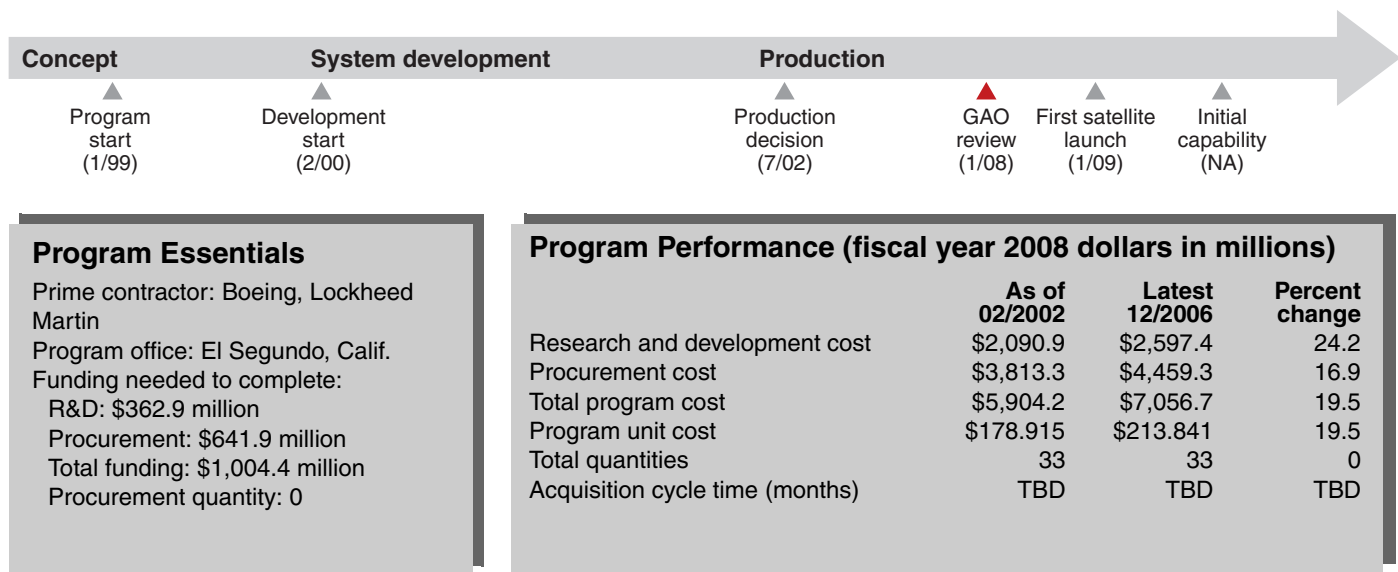 Concept System development Production
Program start (1/99)
Development start (2/00)
Production decision (7/02)
GAO review (1/08)
First satellite launch (1/09)
Initial capability (NA)
Program Essentials
Prime contractor: Boeing, Lockheed
Martin
Program office: El Segundo, Calif.
Funding needed to complete:
R&D: $362.9 million
Procurement: $641.9 million
Total funding: $1,004.4 million
Procurement quantity: 0
Program Performance (fiscal year 2008 dollars in millions)
As of Latest Percent
02/2002 12/2006 change
Research and development cost $2,090.9 $2,597.4 24.2
Procurement cost $3,813.3 $4,459.3 16.9
Total program cost $5,904.2 $7,056.7 19.5
Program unit cost $178.915 $213.841 19.5
Total quantities 33 33 0
Acquisition cycle time (months) TBD TBD TBD